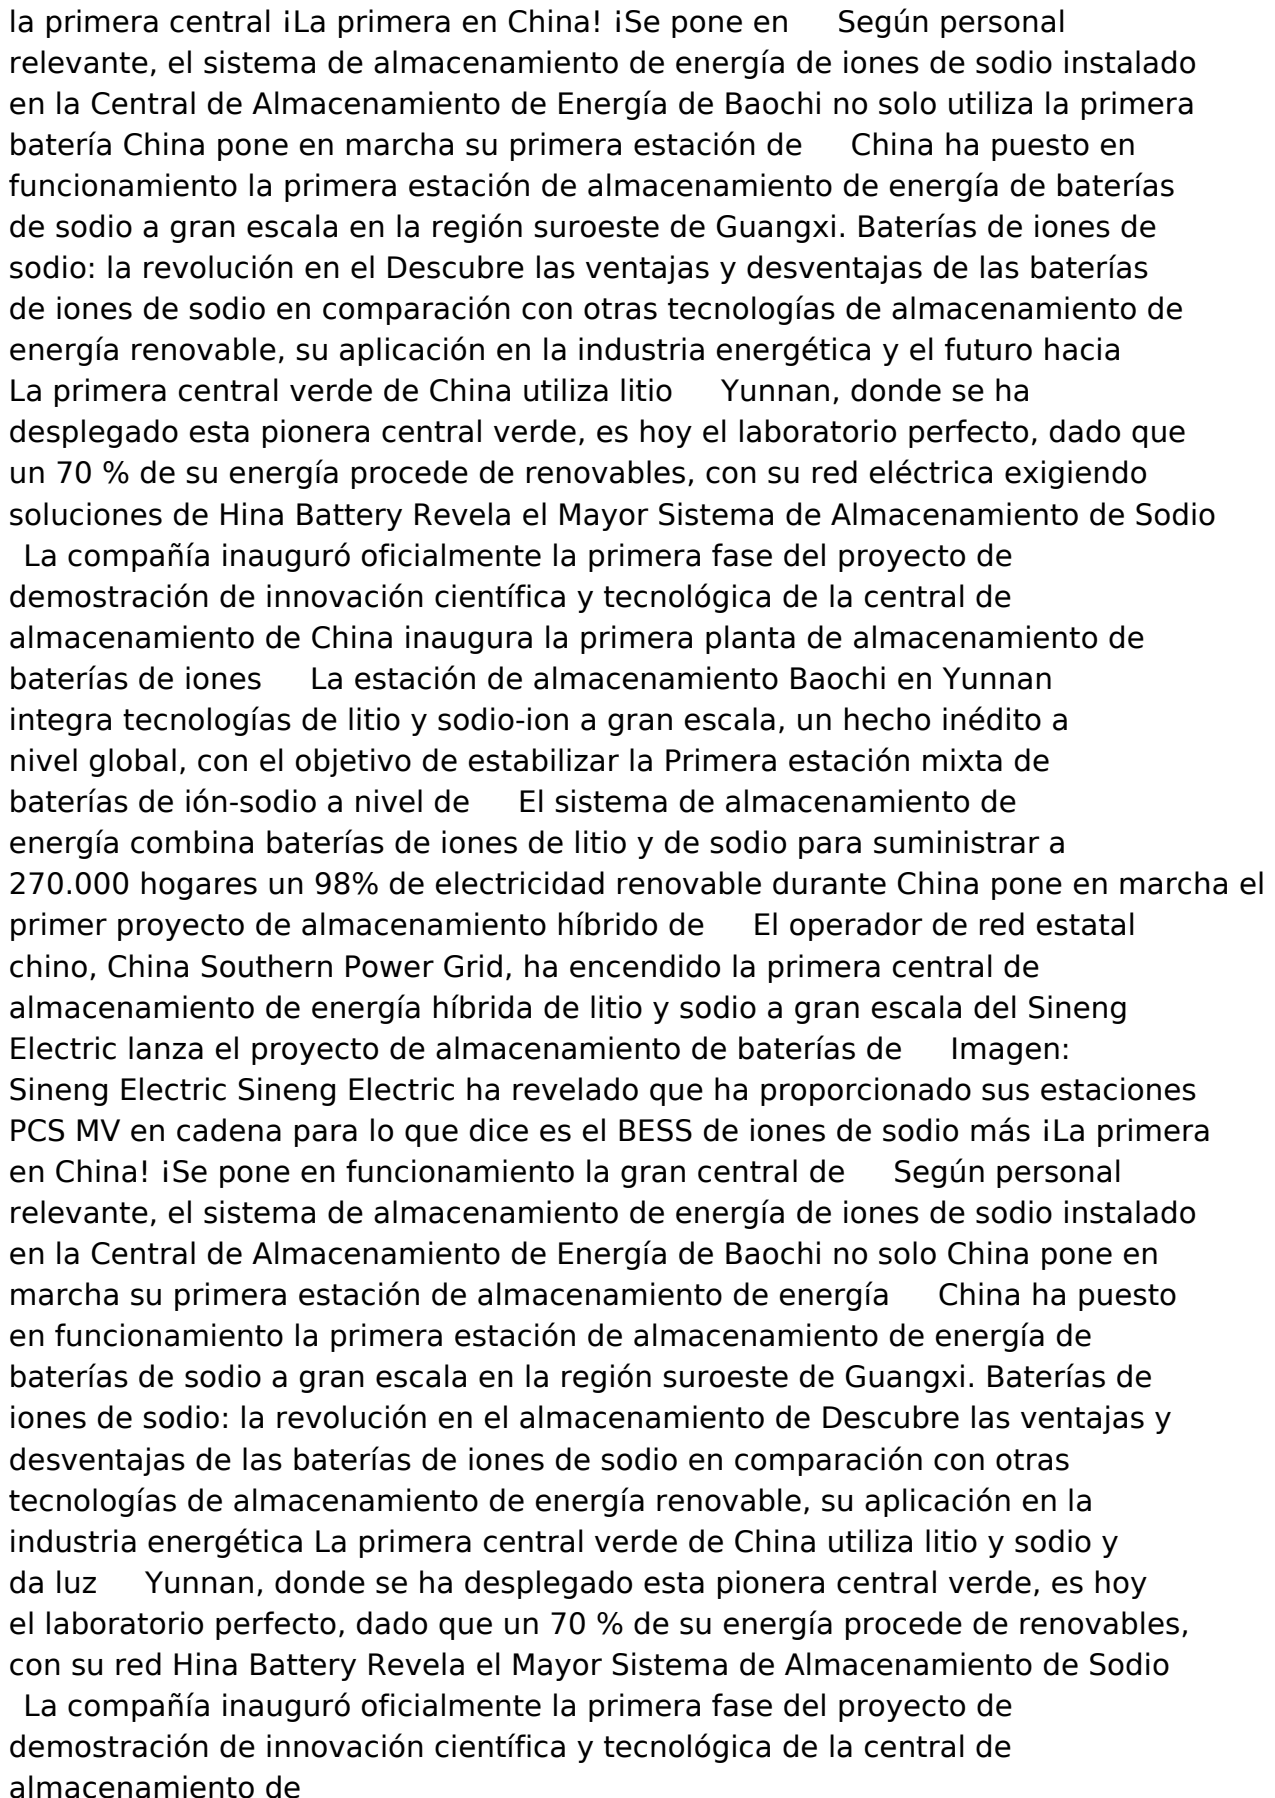 la primera central ¡La primera en China! ¡Se pone en Según personal
relevante, el sistema de almacenamiento de energía de iones de sodio instalado
en la Central de Almacenamiento de Energía de Baochi no solo utiliza la primera
batería China pone en marcha su primera estación de China ha puesto en
funcionamiento la primera estación de almacenamiento de energía de baterías
de sodio a gran escala en la región suroeste de Guangxi. Baterías de iones de
sodio: la revolución en el Descubre las ventajas y desventajas de las baterías
de iones de sodio en comparación con otras tecnologías de almacenamiento de
energía renovable, su aplicación en la industria energética y el futuro hacia
La primera central verde de China utiliza litio Yunnan, donde se ha
desplegado esta pionera central verde, es hoy el laboratorio perfecto, dado que
un 70 % de su energía procede de renovables, con su red eléctrica exigiendo
soluciones de Hina Battery Revela el Mayor Sistema de Almacenamiento de Sodio
La compañía inauguró oficialmente la primera fase del proyecto de
demostración de innovación científica y tecnológica de la central de
almacenamiento de China inaugura la primera planta de almacenamiento de
baterías de iones La estación de almacenamiento Baochi en Yunnan
integra tecnologías de litio y sodio-ion a gran escala, un hecho inédito a
nivel global, con el objetivo de estabilizar la Primera estación mixta de
baterías de ión-sodio a nivel de El sistema de almacenamiento de
energía combina baterías de iones de litio y de sodio para suministrar a
270.000 hogares un 98% de electricidad renovable durante China pone en marcha el
primer proyecto de almacenamiento híbrido de El operador de red estatal
chino, China Southern Power Grid, ha encendido la primera central de
almacenamiento de energía híbrida de litio y sodio a gran escala del Sineng
Electric lanza el proyecto de almacenamiento de baterías de Imagen:
Sineng Electric Sineng Electric ha revelado que ha proporcionado sus estaciones
PCS MV en cadena para lo que dice es el BESS de iones de sodio más ¡La primera
en China! ¡Se pone en funcionamiento la gran central de Según personal
relevante, el sistema de almacenamiento de energía de iones de sodio instalado
en la Central de Almacenamiento de Energía de Baochi no solo China pone en
marcha su primera estación de almacenamiento de energía China ha puesto
en funcionamiento la primera estación de almacenamiento de energía de
baterías de sodio a gran escala en la región suroeste de Guangxi. Baterías de
iones de sodio: la revolución en el almacenamiento de Descubre las ventajas y
desventajas de las baterías de iones de sodio en comparación con otras
tecnologías de almacenamiento de energía renovable, su aplicación en la
industria energética La primera central verde de China utiliza litio y sodio y
da luz Yunnan, donde se ha desplegado esta pionera central verde, es hoy
el laboratorio perfecto, dado que un 70 % de su energía procede de renovables,
con su red Hina Battery Revela el Mayor Sistema de Almacenamiento de Sodio
La compañía inauguró oficialmente la primera fase del proyecto de
demostración de innovación científica y tecnológica de la central de
almacenamiento de